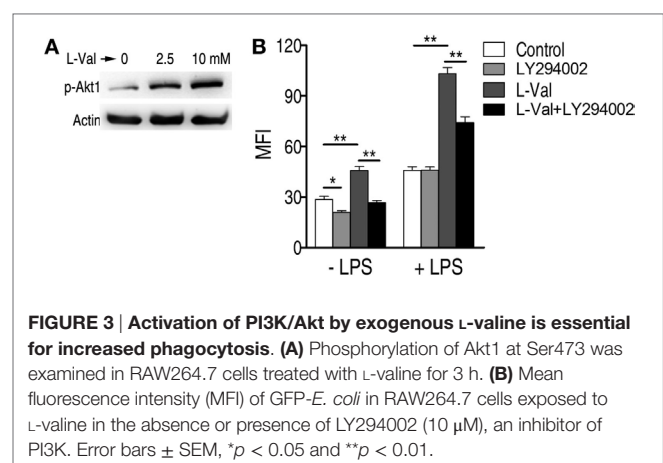 A
L-Val → 0 2.5 10 mM
p-Akt1
Actin
B
120
90
60
30
0
MFI
** ** Control
LY294002
L-Val
L-Val+LY294002
** **
*
- LPS + LPS
FIGURE 3 | Activation of PI3K/Akt by exogenous L-valine is essential
for increased phagocytosis. (A) Phosphorylation of Akt1 at Ser473 was
examined in RAW264.7 cells treated with L-valine for 3 h. (B) Mean
fluorescence intensity (MFI) of GFP-E. coli in RAW264.7 cells exposed to
L-valine in the absence or presence of LY294002 (10 μM), an inhibitor of
PI3K. Error bars ± SEM, *p < 0.05 and **p < 0.01.